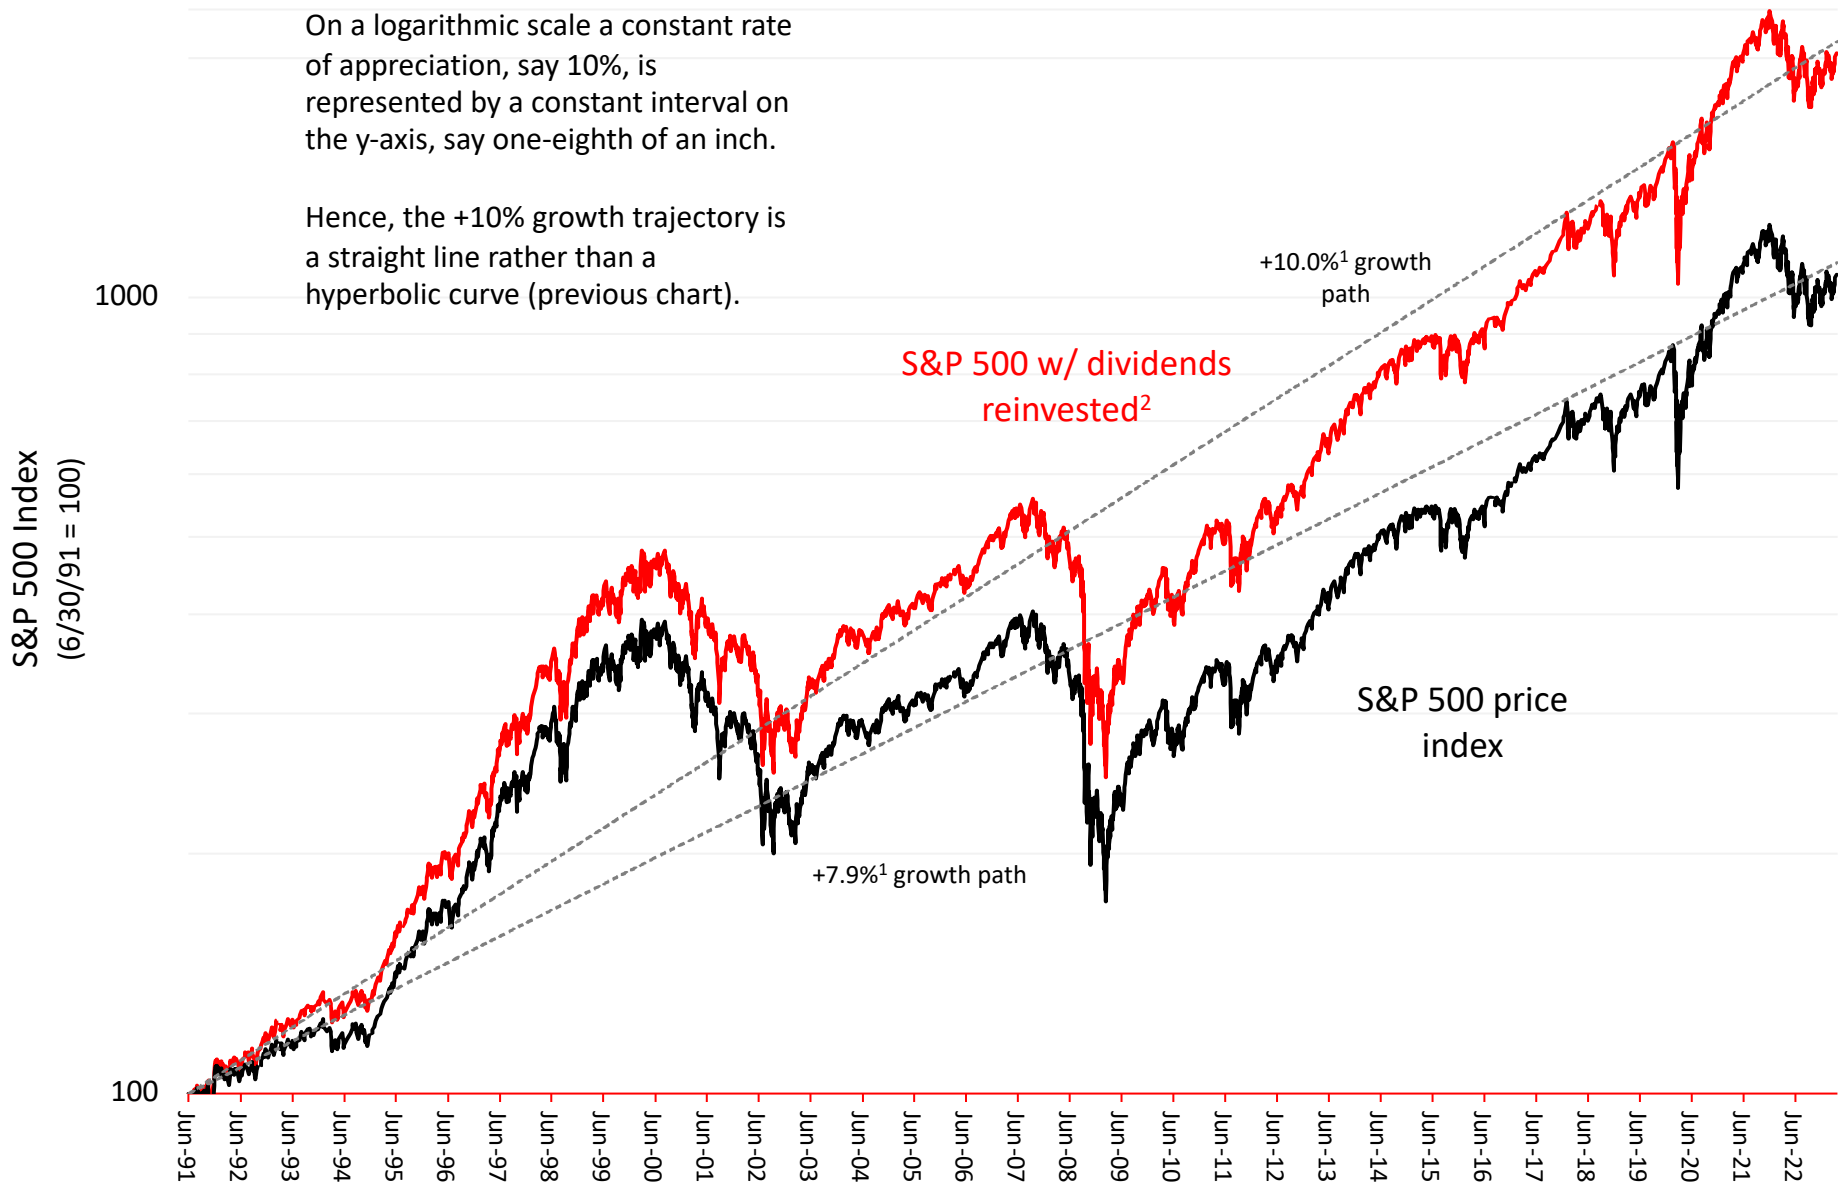 On a logarithmic scale a constant rate
of appreciation, say 10%, is
represented by a constant interval on
the y-axis, say one-eighth of an inch.
Hence, the +10% growth trajectory is
a straight line rather than a
hyperbolic curve (previous chart).
+10.0%¹ growth
path
1000
S&P 500 w/ dividends
reinvested²
S&P 500 Index
(6/30/91 = 100)
S&P 500 price
index
+7.9%¹ growth path
100
Jun-91
Jun-92
Jun-93
Jun-94
Jun-95
Jun-96
Jun-97
Jun-98
Jun-99
Jun-00
Jun-01
Jun-02
Jun-03
Jun-04
Jun-05
Jun-06
Jun-07
Jun-08
Jun-09
Jun-10
Jun-11
Jun-12
Jun-13
Jun-14
Jun-15
Jun-16
Jun-17
Jun-18
Jun-19
Jun-20
Jun-21
Jun-22